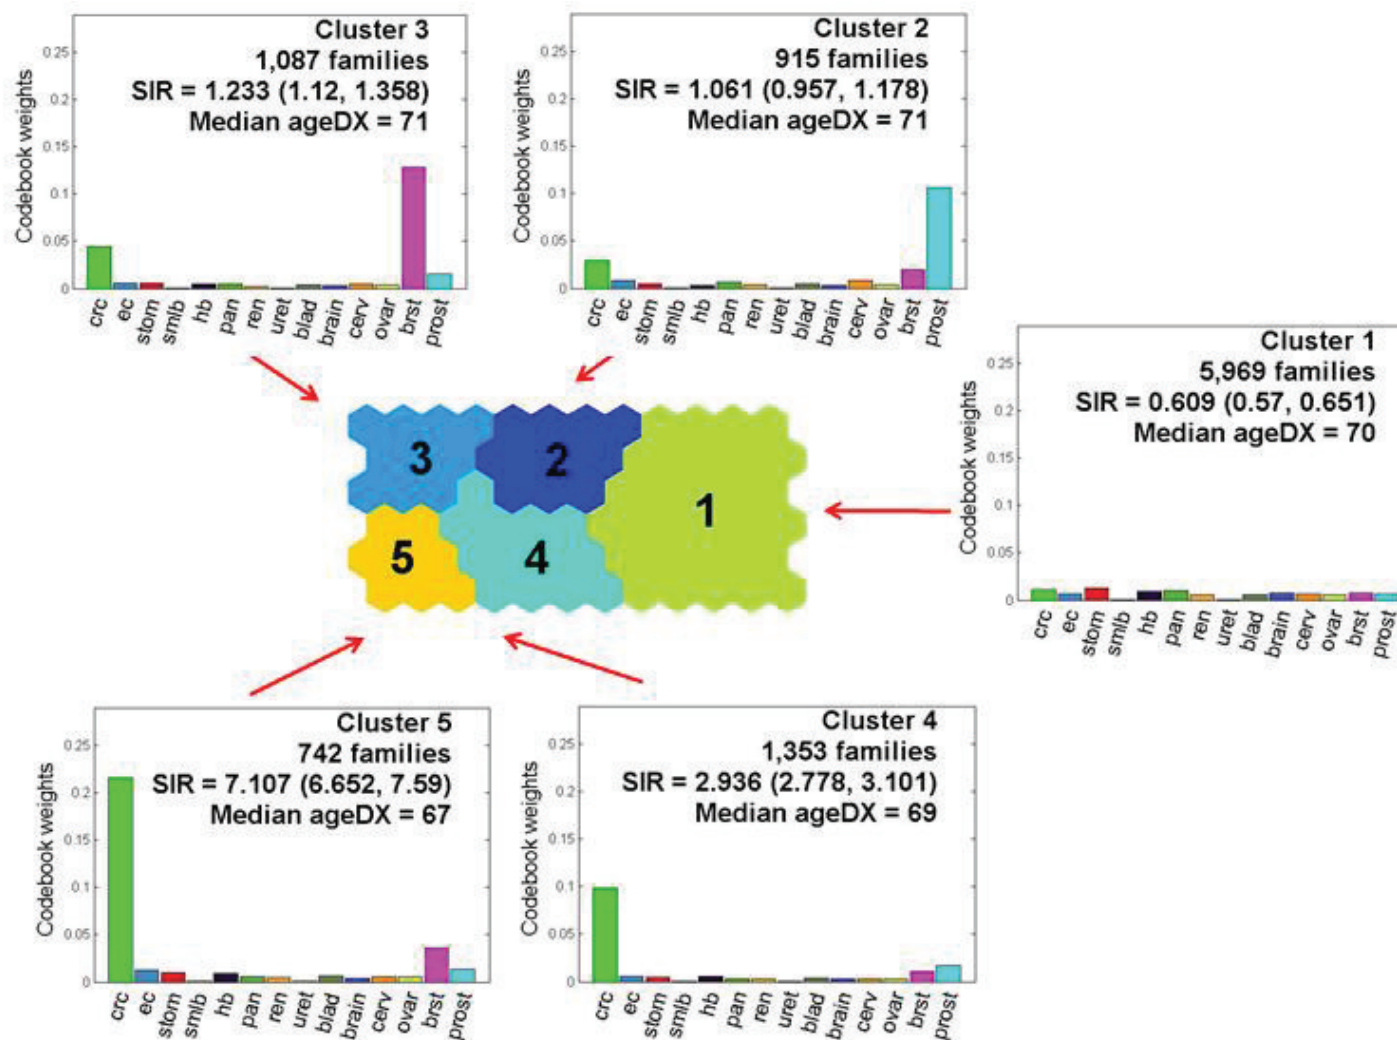 Cluster 3
1,087 families
SIR = 1.233 (1.12, 1.358)
Median ageDX = 71
Codebook weights
0.25
0.2
0.15
0.1
0.05
0
crc ec stom smlb hb pan ren uret blad brain cerv ovar brst prost
Cluster 2
915 families
SIR = 1.061 (0.957, 1.178)
Median ageDX = 71
Codebook weights
0.25
0.2
0.15
0.1
0.05
0
crc ec stom smlb hb pan ren uret blad brain cerv ovar brst prost
Cluster 1
5,969 families
SIR = 0.609 (0.57, 0.651)
Median ageDX = 70
Codebook weights
0.25
0.2
0.15
0.1
0.05
0
crc ec stom smlb hb pan ren uret blad brain cerv ovar brst prost
3 2 1
5 4
Cluster 5
742 families
SIR = 7.107 (6.652, 7.59)
Median ageDX = 67
Codebook weights
0.25
0.2
0.15
0.1
0.05
0
crc ec stom smlb hb pan ren uret blad brain cerv ovar brst prost
Cluster 4
1,353 families
SIR = 2.936 (2.778, 3.101)
Median ageDX = 69
Codebook weights
0.25
0.2
0.15
0.1
0.05
0
crc ec stom smlb hb pan ren uret blad brain cerv ovar brst prost